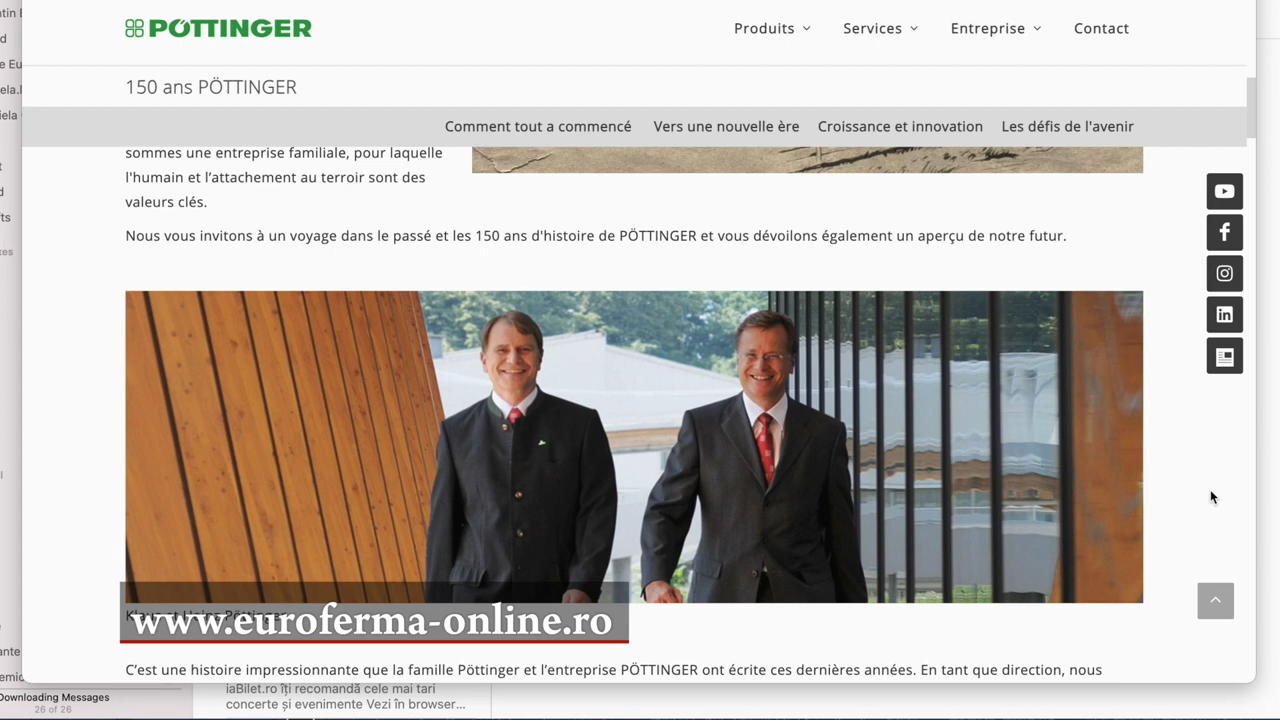 PÖTTINGER
Produits
Services
Entreprise
Contact
150 ans PÖTTINGER
Comment tout a commencé
Vers une nouvelle ère
Croissance et innovation
Les défis de l'avenir
sommes une entreprise familiale, pour laquelle
l'humain et l’attachement au terroir sont des
valeurs clés.
Nous vous invitons à un voyage dans le passé et les 150 ans d'histoire de PÖTTINGER et vous dévoilons également un aperçu de notre futur.
Klaus et Heinz Pöttinger
www.euroferma-online.ro
C’est une histoire impressionnante que la famille Pöttinger et l’entreprise PÖTTINGER ont écrite ces dernières années. En tant que direction, nous
Downloading Messages
26 of 26
iaBilet.ro îți recomandă cele mai tari
concerte și evenimente Vezi în browser...